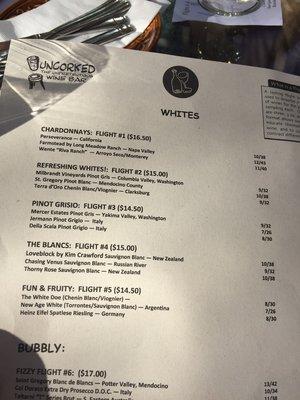 UNCORKED
THE UNPRETENTIOUS
WINE BAR
WHITES
CHARDONNAYS: FLIGHT #1 ($16.50)
Perseverance — California 10/38
Farmstead by Long Meadow Ranch — Napa Valley 12/43
Wente "Riva Ranch" — Arroyo Seco/Monterey 11/40
REFRESHING WHITES!: FLIGHT #2 ($15.00)
Milbrandt Vineyards Pinot Gris — Columbia Valley, Washington 9/32
St. Gregory Pinot Blanc — Mendocino County 9/32
Terra d'Oro Chenin Blanc/Viognier — Clarksburg 9/32
PINOT GRISIO: FLIGHT #3 ($14.50)
Mercer Estates Pinot Gris — Yakima Valley, Washington 9/32
Jermann Pinot Grigio — Italy 7/26
Della Scala Pinot Grigio — Italy 8/30
THE BLANCS: FLIGHT #4 ($15.00)
Loveblock by Kim Crawford Sauvignon Blanc — New Zealand 10/38
Chasing Venus Sauvignon Blanc — Russian River 9/32
Thorny Rose Sauvignon Blanc — New Zealand 10/38
FUN & FRUITY: FLIGHT #5 ($14.50)
The White Doe (Chenin Blanc/Viognier) — 8/30
New Age White (Torrontes/Sauvignon Blanc) — Argentina 7/26
Heinz Eifel Spatlese Riesling — Germany 8/30
BUBBLY:
FIZZY FLIGHT #6: ($17.00)
Saint Gregory Blanc de Blancs — Potter Valley, Mendocino 13/42
Col Dorato Extra Dry Prosecco D.O.C. — Italy 10/34